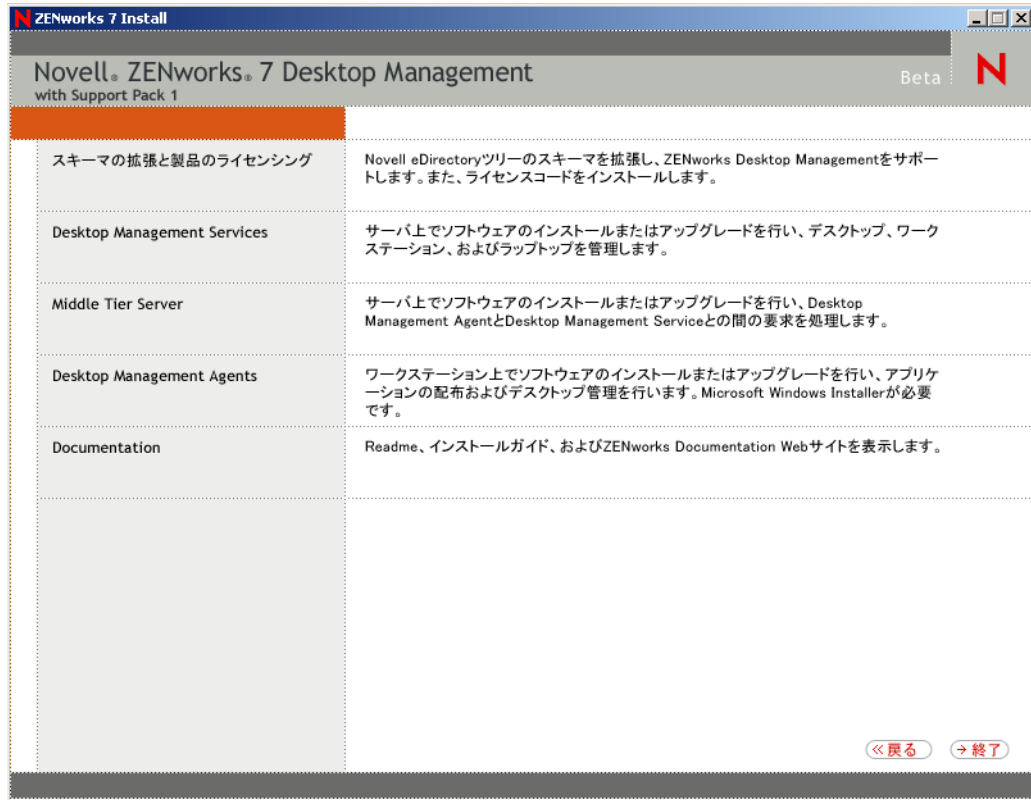 ZENworks 7 Install
Novell® ZENworks® 7 Desktop Management
with Support Pack 1
Beta
N
スキーマの拡張と製品のライセンシング
Novell eDirectoryツリーのスキーマを拡張し、ZENworks Desktop Managementをサポー
トします。また、ライセンスコードをインストールします。
Desktop Management Services
サーバ上でソフトウェアのインストールまたはアップグレードを行い、デスクトップ、ワーク
ステーション、およびラップトップを管理します。
Middle Tier Server
サーバ上でソフトウェアのインストールまたはアップグレードを行い、Desktop
Management AgentとDesktop Management Serviceとの間の要求を処理します。
Desktop Management Agents
ワークステーション上でソフトウェアのインストールまたはアップグレードを行い、アプリケ
ーションの配布およびデスクトップ管理を行います。Microsoft Windows Installerが必要
です。
Documentation
Readme、インストールガイド、およびZENworks Documentation Webサイトを表示します。
戻る
終了